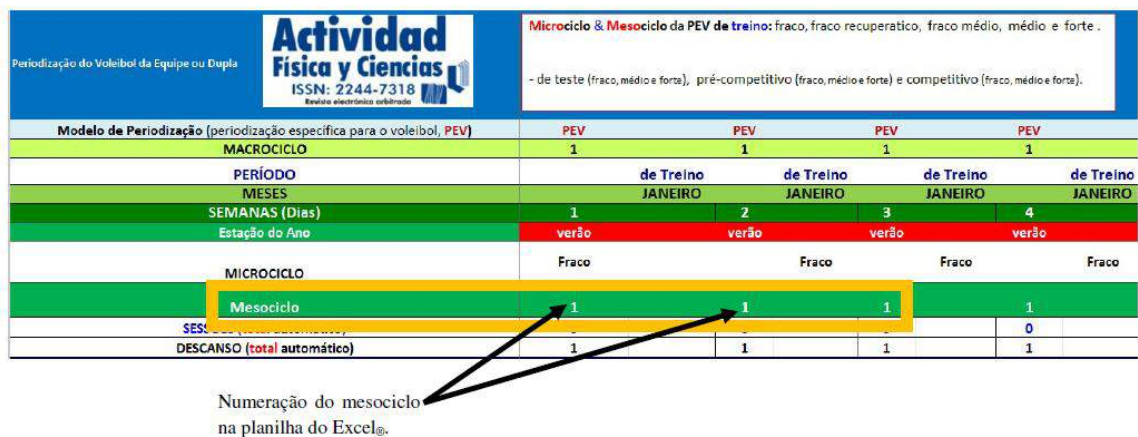 Periodização do Voleibol da Equipe ou Dupla
Actividad
Física y Ciencias
ISSN: 2244-7318
Revista electrónica arbitrada
Microciclo & Mesociclo da PEV de treino: fraco, fraco recuperatico, fraco médio, médio e forte .
- de teste (fraco, médio e forte), pré-competitivo (fraco, médio e forte) e competitivo (fraco, médio e forte).
Modelo de Periodização (periodização específica para o voleibol, PEV) PEV PEV PEV PEV
MACROCICLO 1 1 1 1
PERÍODO de Treino de Treino de Treino de Treino
MESES JANEIRO JANEIRO JANEIRO JANEIRO
SEMANAS (Dias) 1 2 3 4
Estação do Ano verão verão verão verão
MICROCICLO Fraco Fraco Fraco Fraco
Mesociclo 1 1 1 1
0
DESCANSO (total automático) 1 1 1 1
Numeração do mesociclo
na planilha do Excel®.